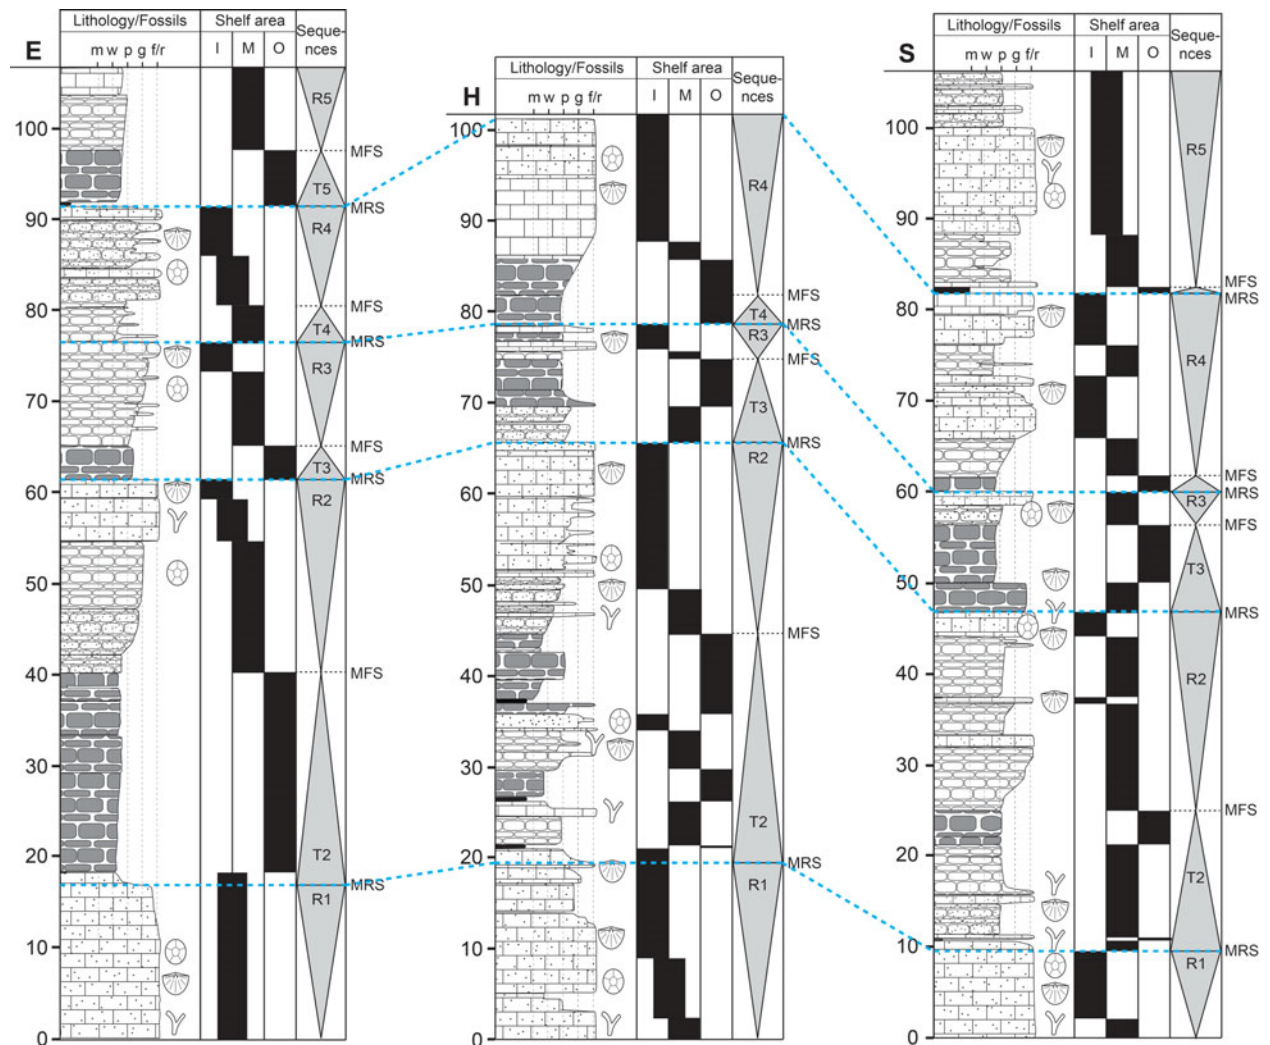 E
Lithology/Fossils
Shelf area
Seque-
nces
m w p g f/r
I M O
100
90
80
70
60
50
40
30
20
10
0
R5
T5
R4
T4
R3
T3
R2
T2
R1
MFS
MRS
MFS
MRS
MFS
MRS
MFS
MRS
H
Lithology/Fossils
Shelf area
Seque-
nces
m w p g f/r
I M O
100
90
80
70
60
50
40
30
20
10
0
R4
T4
R3
T3
R2
T2
R1
MFS
MRS
MFS
MRS
MFS
MRS
S
Lithology/Fossils
Shelf area
Seque-
nces
m w p g f/r
I M O
100
90
80
70
60
50
40
30
20
10
0
R5
R4
R3
T3
R2
T2
R1
MFS
MRS
MFS
MRS
MFS
MRS
MFS
MRS